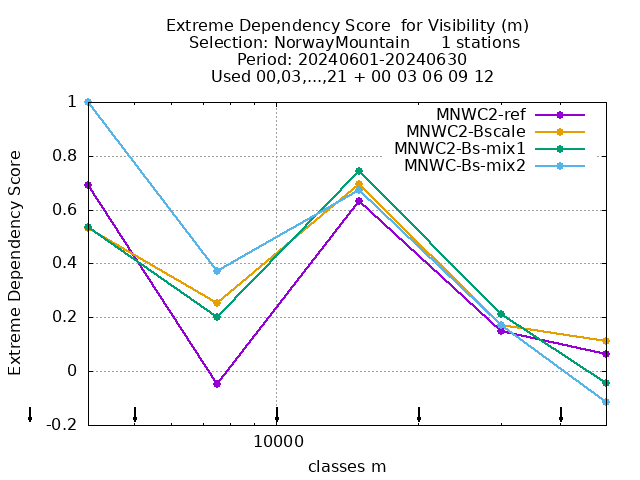 Extreme Dependency Score  for Visibility (m)
Selection: NorwayMountain      1 stations
Period: 20240601-20240630
Used 00,03,...,21 + 00 03 06 09 12
MNWC2-ref
MNWC2-Bscale
MNWC2-Bs-mix1
MNWC-Bs-mix2
Extreme Dependency Score
1
0.8
0.6
0.4
0.2
0
-0.2
10000
classes m